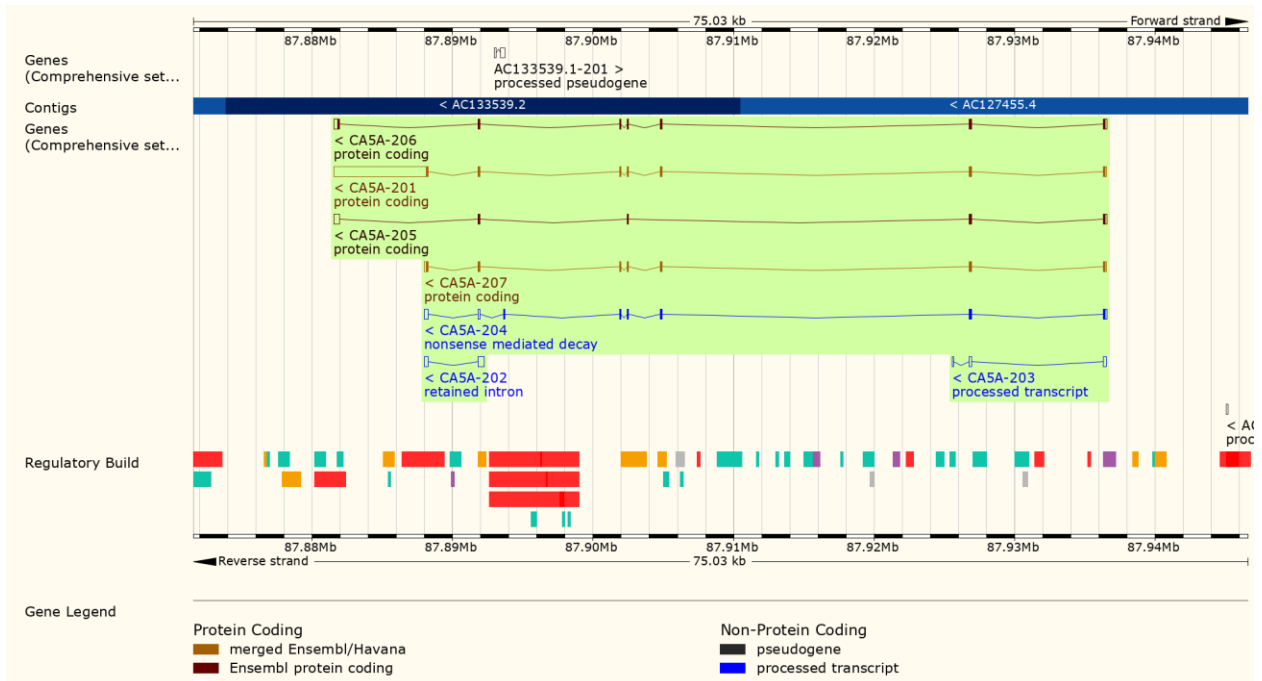 75.03 kb
Forward strand
87.88Mb 87.89Mb 87.90Mb 87.91Mb 87.92Mb 87.93Mb 87.94Mb
Genes
(Comprehensive set...
AC133539.1-201 >
processed pseudogene
Contigs
< AC133539.2
< AC127455.4
Genes
(Comprehensive set...
< CA5A-206
protein coding
< CA5A-201
protein coding
< CA5A-205
protein coding
< CA5A-207
protein coding
< CA5A-204
nonsense mediated decay
< CA5A-202
retained intron
< CA5A-203
processed transcript
< AC
proc
Regulatory Build
87.88Mb 87.89Mb 87.90Mb 87.91Mb 87.92Mb 87.93Mb 87.94Mb
Reverse strand
75.03 kb
Gene Legend
Protein Coding
merged Ensembl/Havana
Ensembl protein coding
Non-Protein Coding
pseudogene
processed transcript